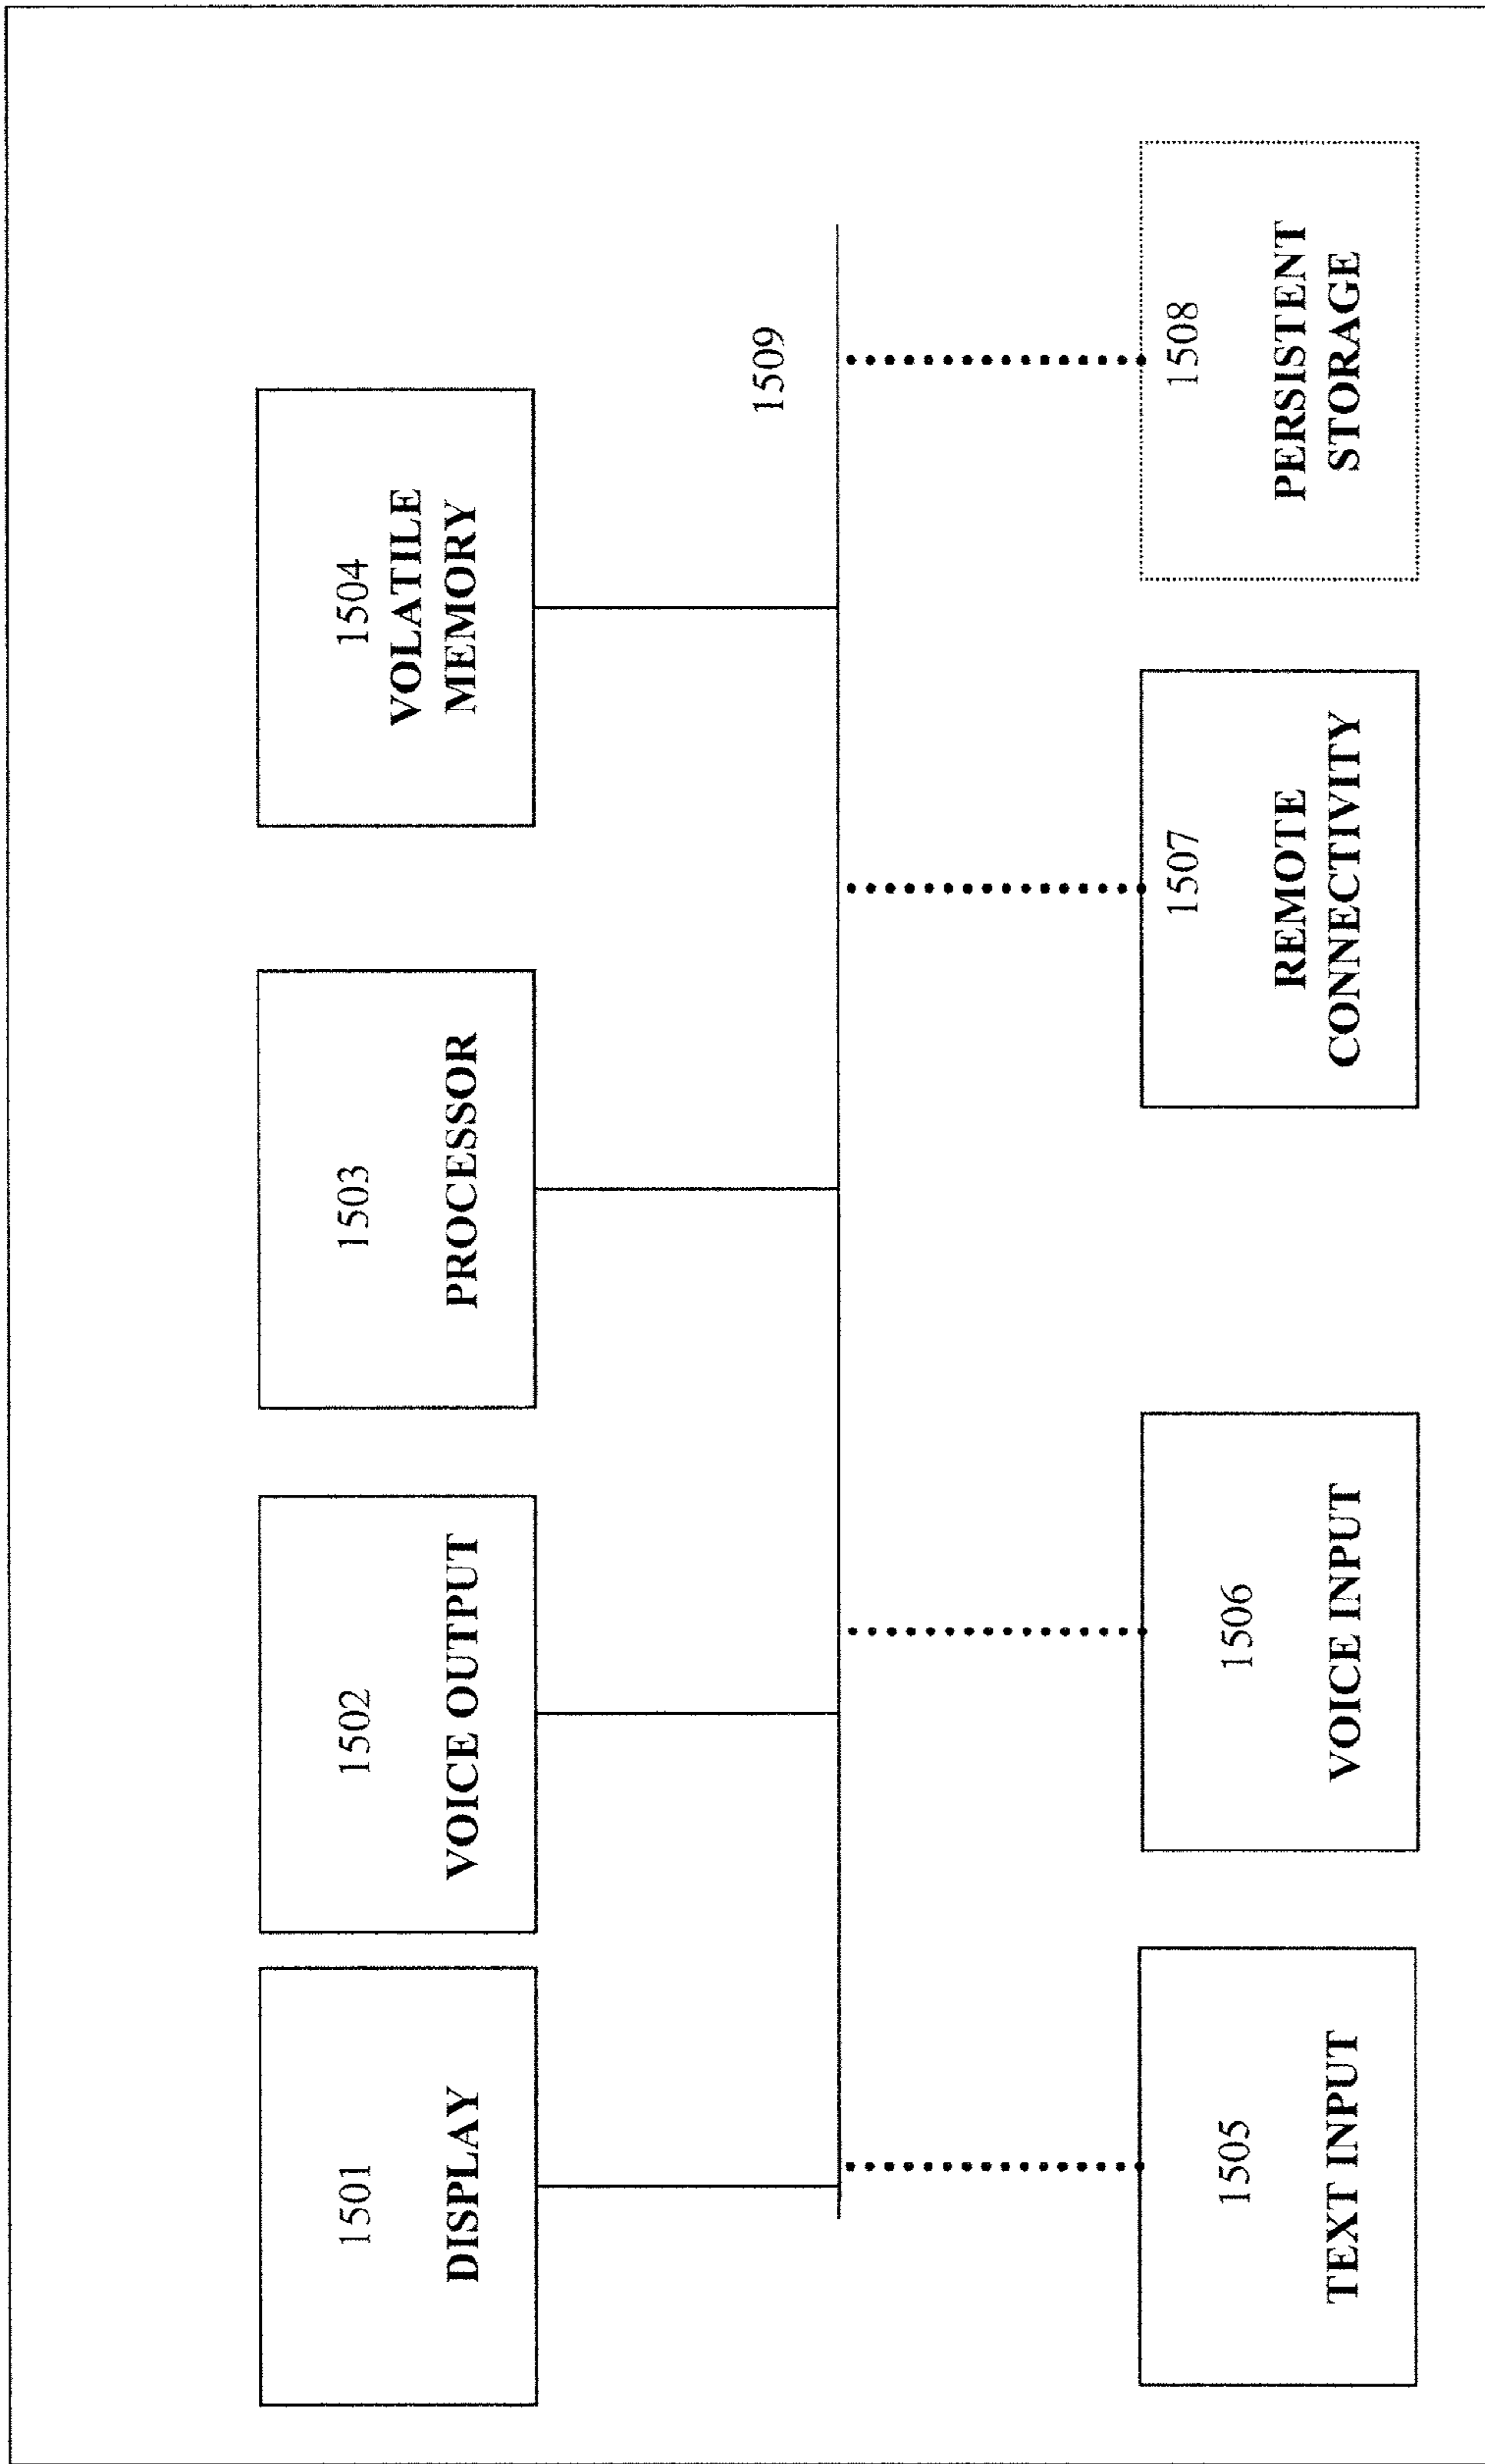 1501
DISPLAY
1502
VOICE OUTPUT
1503
PROCESSOR
1504
VOLATILE
MEMORY
1509
1505
TEXT INPUT
1506
VOICE INPUT
1507
REMOTE
CONNECTIVITY
1508
PERSISTENT
STORAGE